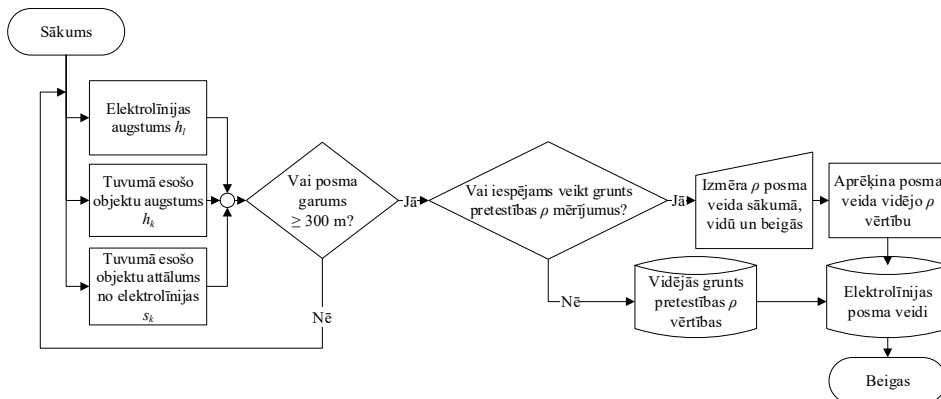 Sākums
Elektrolīnijas
augstums hl
Tuvumā esošo
objektu augstums
hk
Tuvumā esošo
objektu attālums
no elektrolīnijas
sk
Vai posma
garums
≥ 300 m?
Jā
Nē
Vai iespējams veikt grunts
pretestības ρ mērījumus?
Jā
Nē
Izmēra ρ posma
veida sākumā,
vidū un beigās
Aprēķina posma
veida vidējo ρ
vērtību
Vidējās grunts
pretestības ρ
vērtības
Elektrolīnijas
posma veidi
Beigas